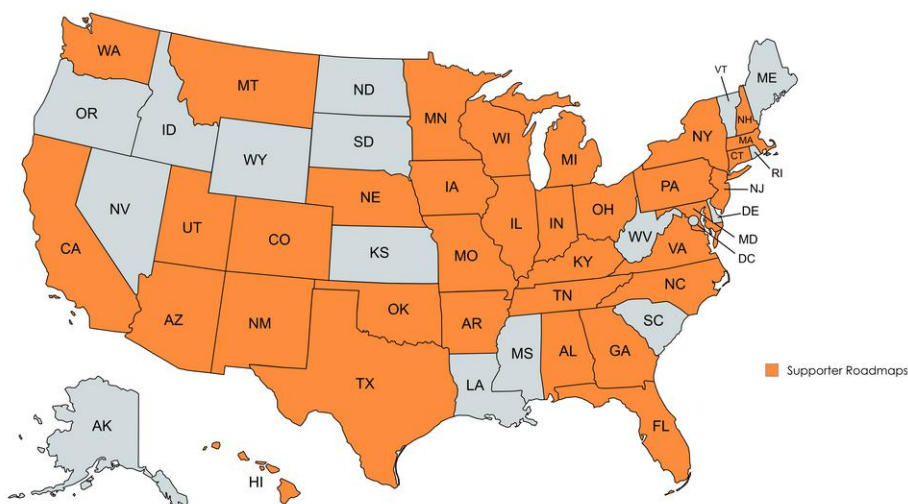 WA
MT
ND
MN
VT
ME
OR
ID
SD
WI
NY
NH
MA
WY
MI
CT
RI
IA
PA
NJ
NE
NV
OH
DE
UT
IL
IN
WV
MD
CO
CA
KS
MO
VA
DC
KY
NC
TN
OK
AZ
NM
AR
SC
MS
AL
GA
TX
LA
Supporter Roadmaps
AK
FL
HI